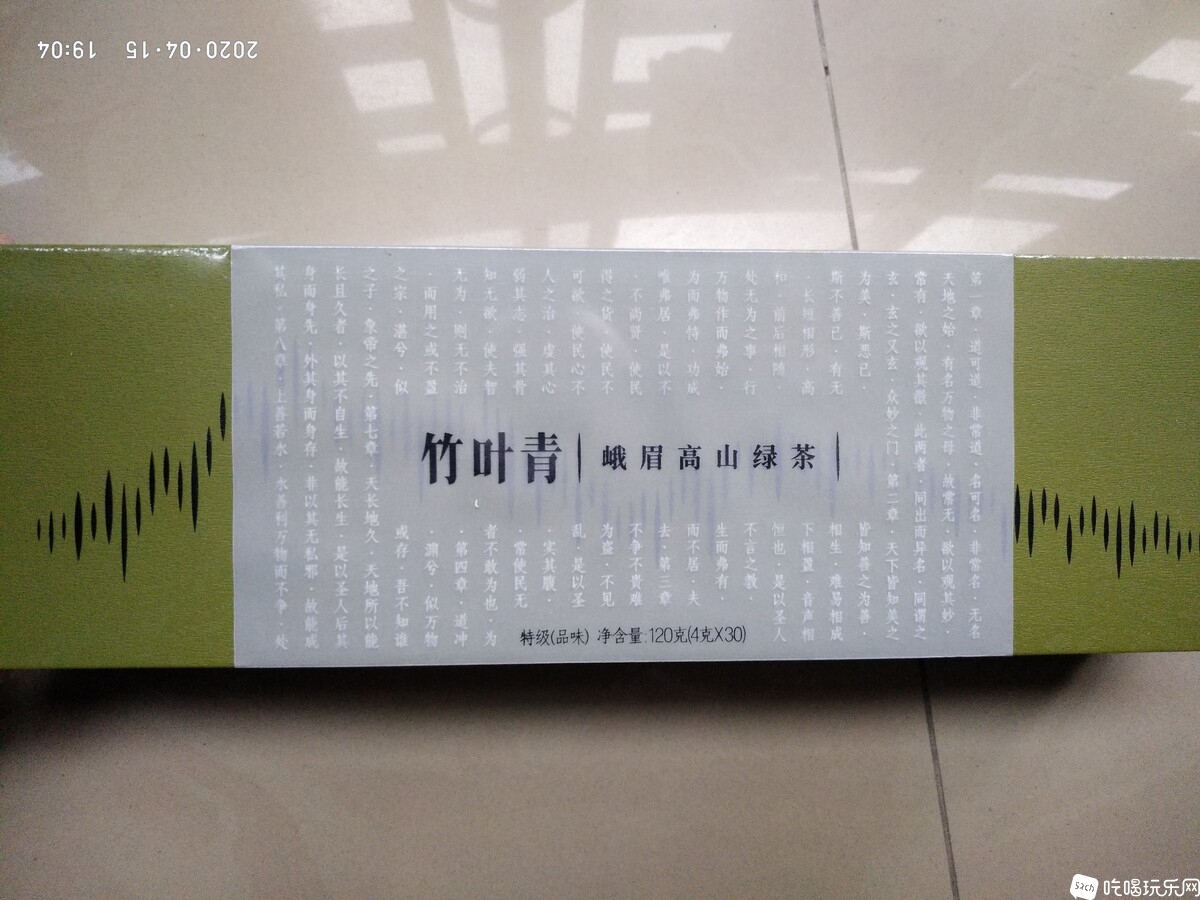 2020·04·15 19:04
第一章·道可道·非常道·名可名·非常名·无名
天地之始·有名万物之母·故常无·欲以观其妙·
常有·欲以观其徼·此两者·同出而异名·同谓之
玄·玄之又玄·众妙之门·第二章·天下皆知美之
为美·斯恶已·皆知善之为善·
斯不善已·有无相生·难易相成
·长短相形·高下相盈·音声相
和·前后相随·恒也·是以圣人
处无为之事·行不言之教·
万物作而弗始·生而弗有·
为而弗恃·功成而不居·夫
唯弗居·是以不去·第三章
·不尚贤·使民不争不贵难
得之货·使民不为盗·不见
可欲·使民心不乱·是以圣
人之治·虚其心·实其腹·
弱其志·强其骨·常使民无
知无欲·使夫智者不敢为也·为
无为·则无不治·第四章·道冲
·而用之或不盈·渊兮·似万物
之宗·湛兮·似或存·吾不知谁
之子·象帝之先·第七章·天长地久·天地所以能
长且久者·以其不自生·故能长生·是以圣人后其
身而身先·外其身而身存·非以其无私邪·故能成
其私·第八章·上善若水·水善利万物而不争·处
竹叶青 | 峨眉高山绿茶 |
特级(品味) 净含量:120克(4克X30)
sach 吃喝玩乐网